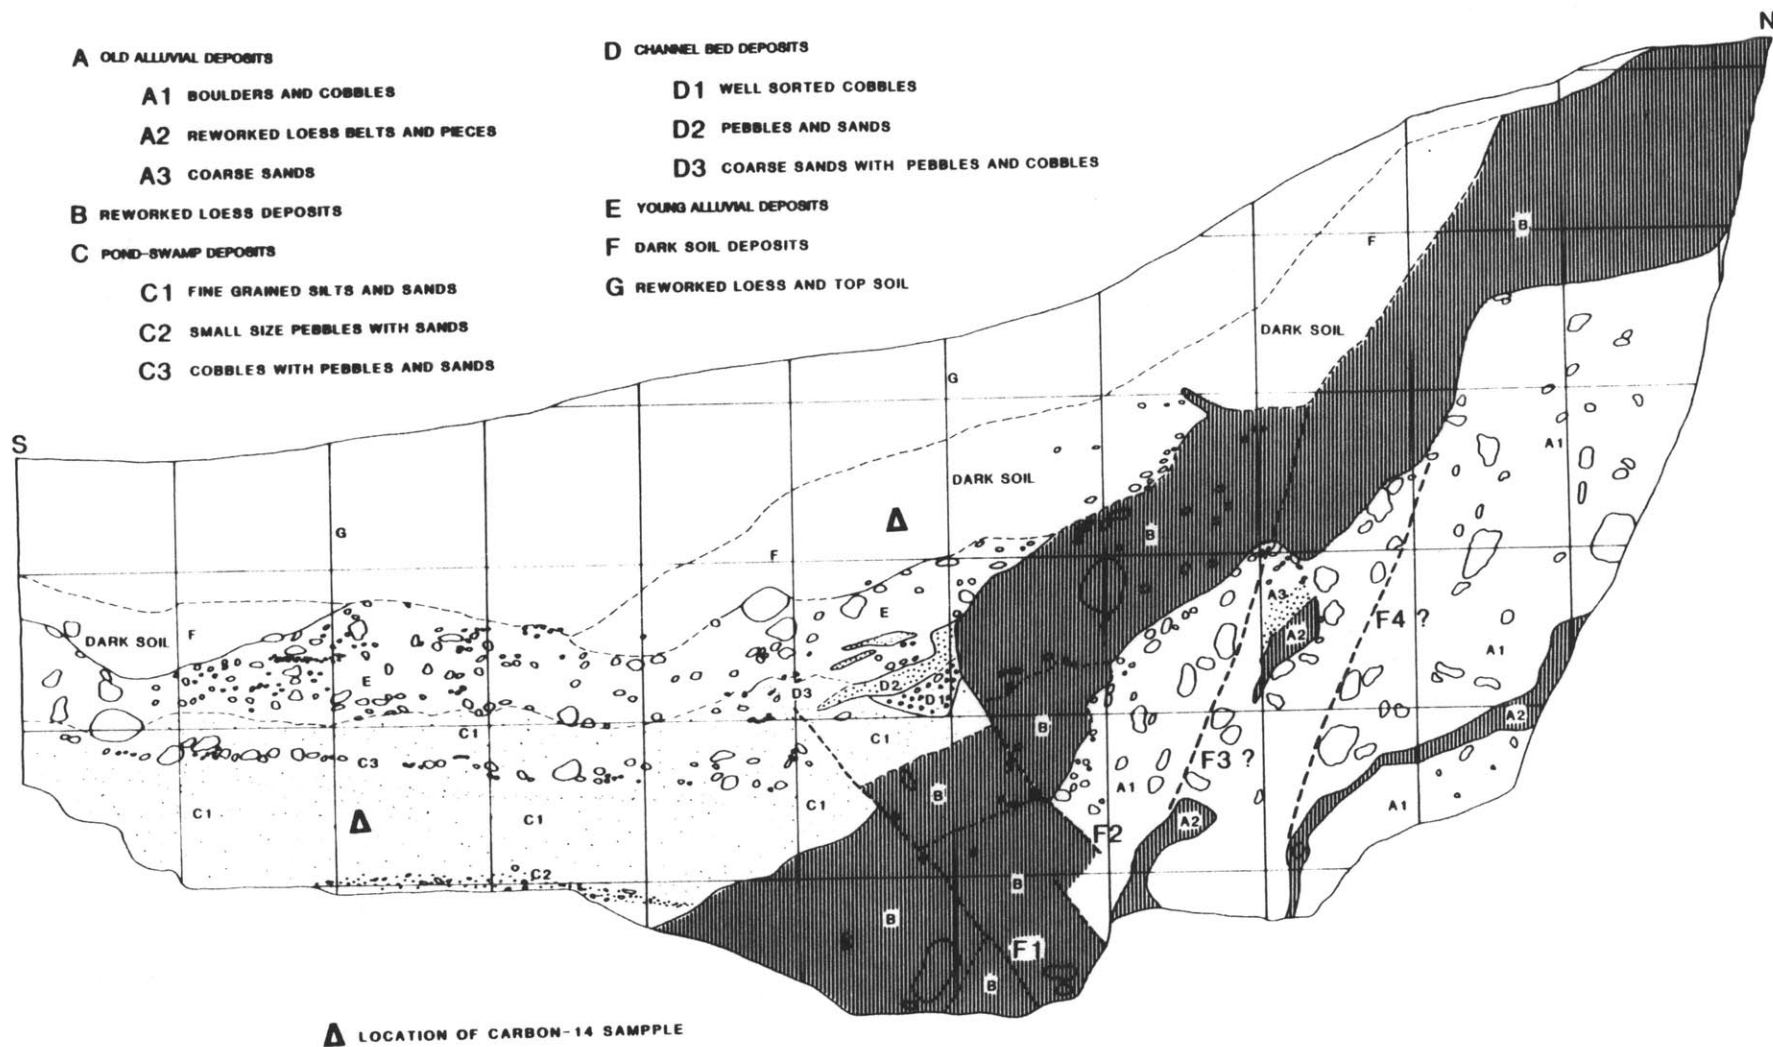 A OLD ALLUVIAL DEPOSITS
A1 BOULDERS AND COBBLES
A2 REWORKED LOESS BELTS AND PIECES
A3 COARSE SANDS
B REWORKED LOESS DEPOSITS
C POND-SWAMP DEPOSITS
C1 FINE GRAINED SILTS AND SANDS
C2 SMALL SIZE PEBBLES WITH SANDS
C3 COBBLES WITH PEBBLES AND SANDS
D CHANNEL BED DEPOSITS
D1 WELL SORTED COBBLES
D2 PEBBLES AND SANDS
D3 COARSE SANDS WITH PEBBLES AND COBBLES
E YOUNG ALLUVIAL DEPOSITS
F DARK SOIL DEPOSITS
G REWORKED LOESS AND TOP SOIL
N
B
F
DARK SOIL
G
S
A1
DARK SOIL
G
B
F
A3
E
F4 ?
A2
DARK SOIL
F
A1
E
D3
D2
D1
A2
B
C1
C1
F3 ?
C3
A1
B
C1
A1
C1
C1
A2
F2
C2
B
B
F1
B
Δ LOCATION OF CARBON-14 SAMPPLE